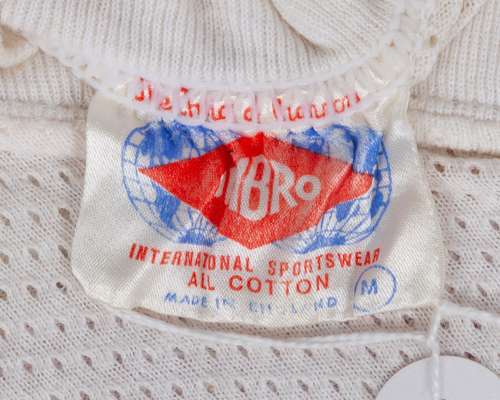 UMBRO
INTERNATIONAL SPORTSWEAR
ALL COTTON
MADE IN ENGLAND
M